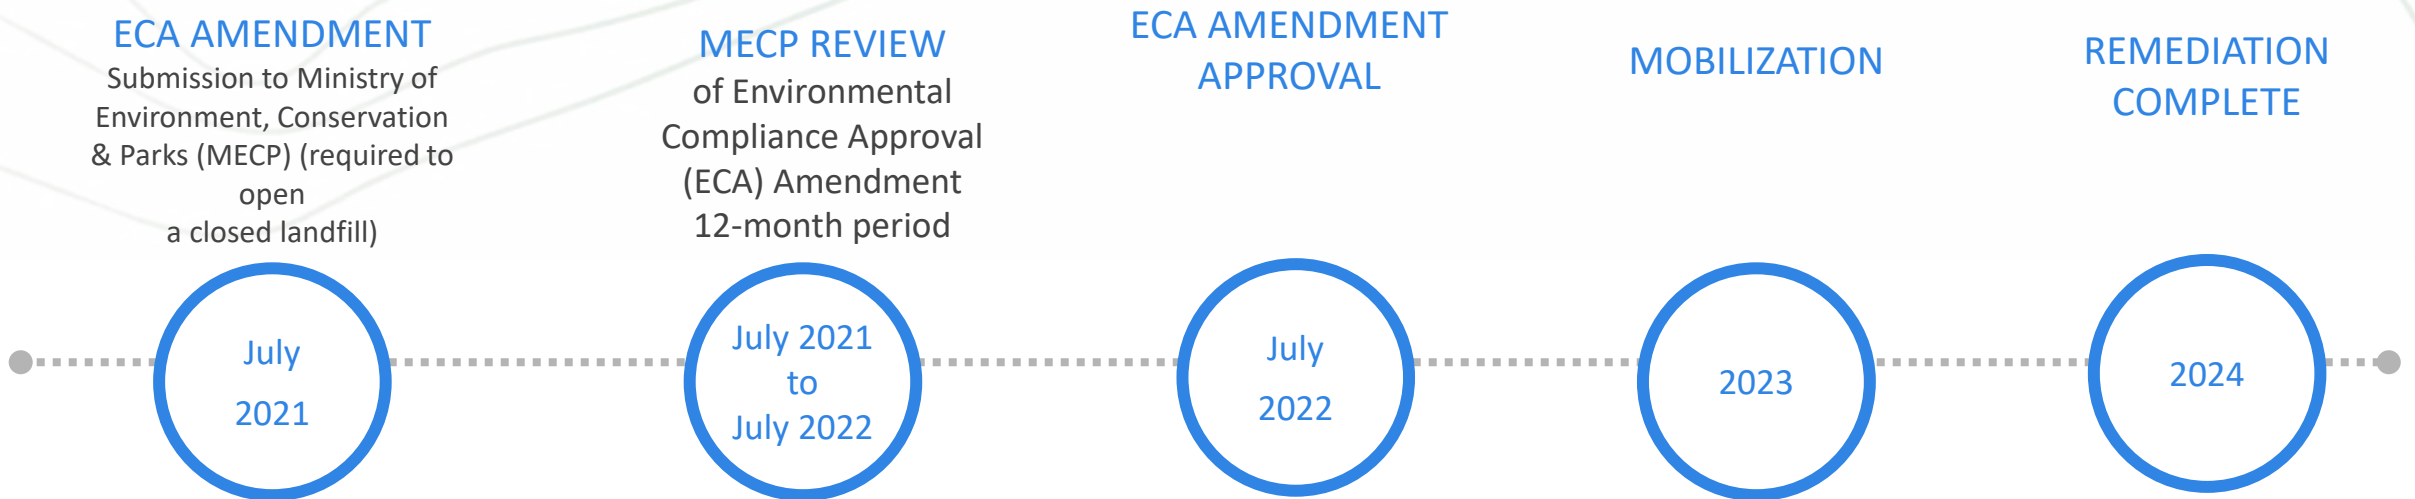 ECA AMENDMENT
Submission to Ministry of
Environment, Conservation
& Parks (MECP) (required to
open
a closed landfill)
July
2021
MECP REVIEW
of Environmental
Compliance Approval
(ECA) Amendment
12-month period
July 2021
to
July 2022
ECA AMENDMENT
APPROVAL
July
2022
MOBILIZATION
2023
REMEDIATION
COMPLETE
2024